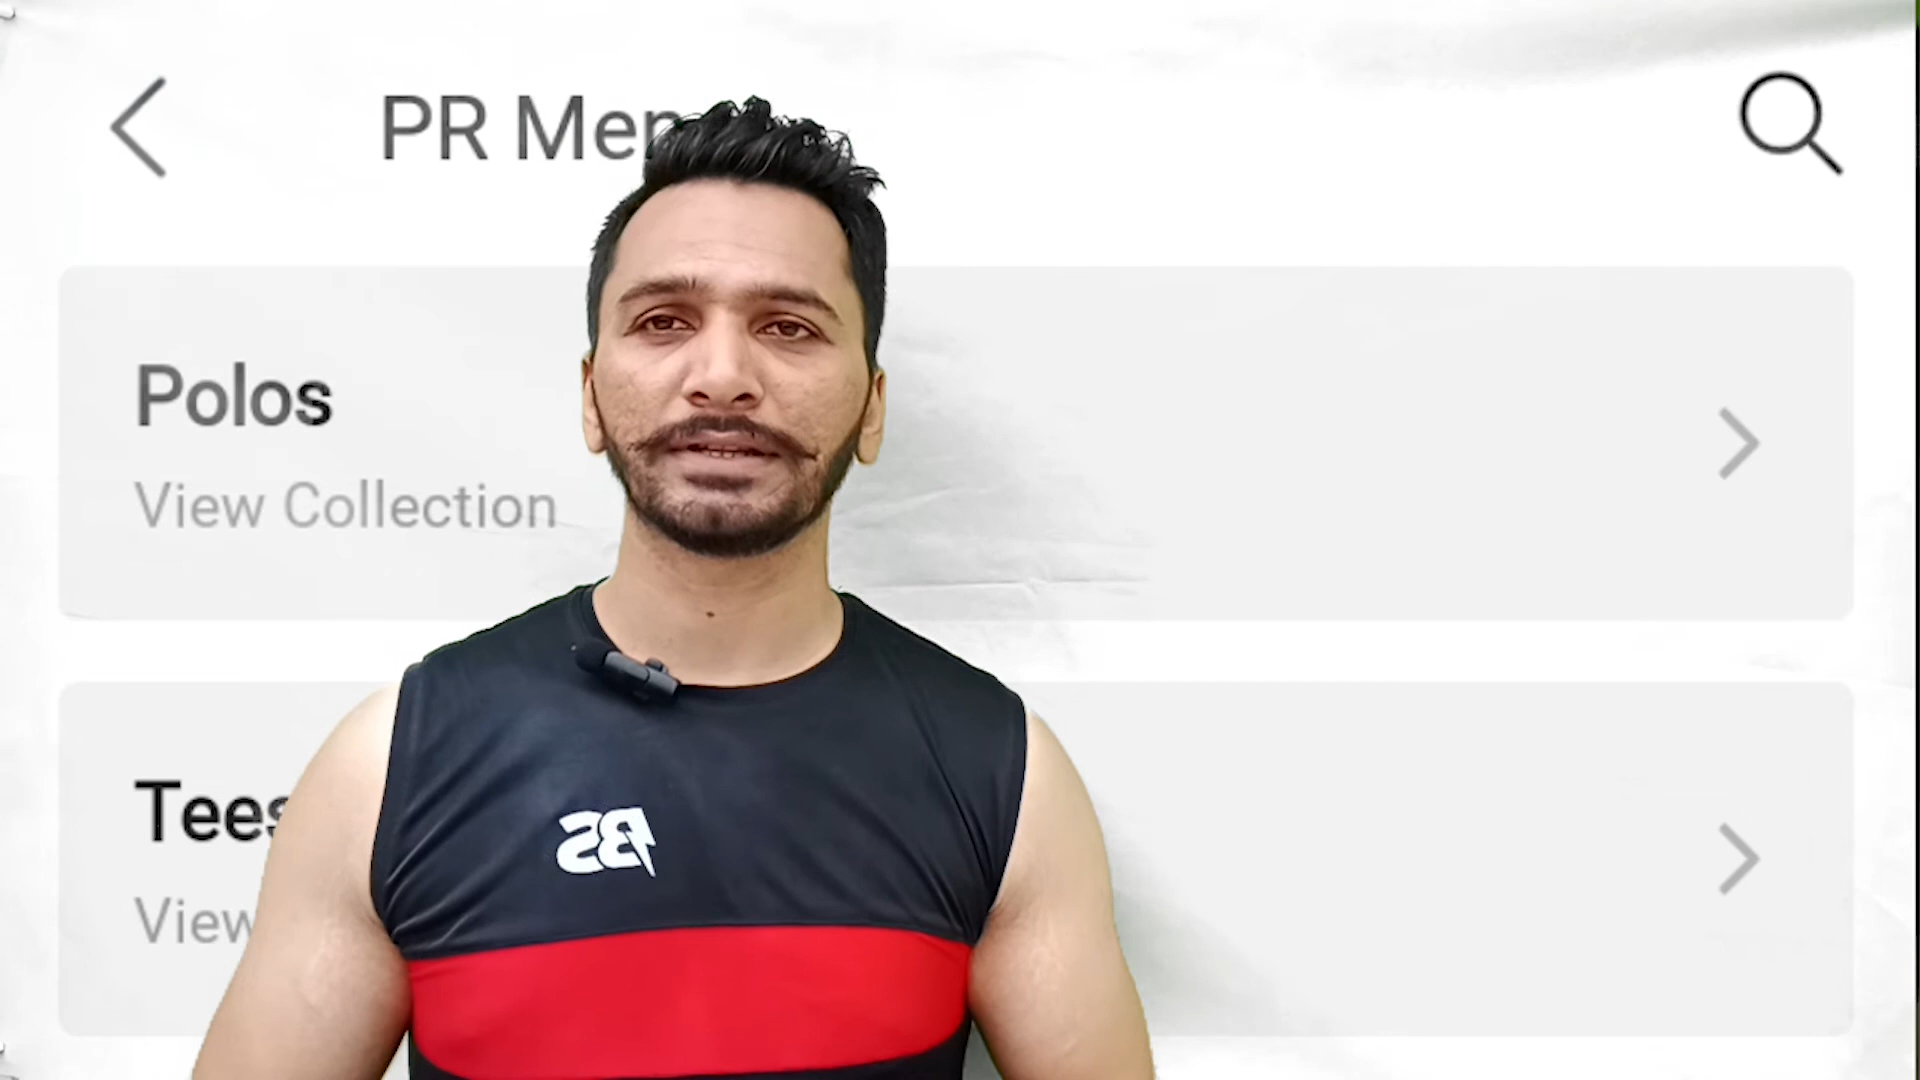 PR Men
Polos
View Collection
Tees
View
BS